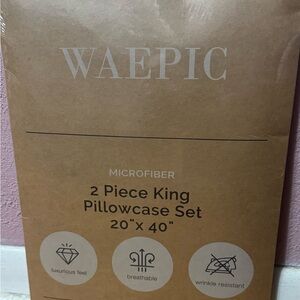 WAEPIC
MICROFIBER
2 Piece King
Pillowcase Set
20"x 40"
luxurious feel
breathable
wrinkle resistant